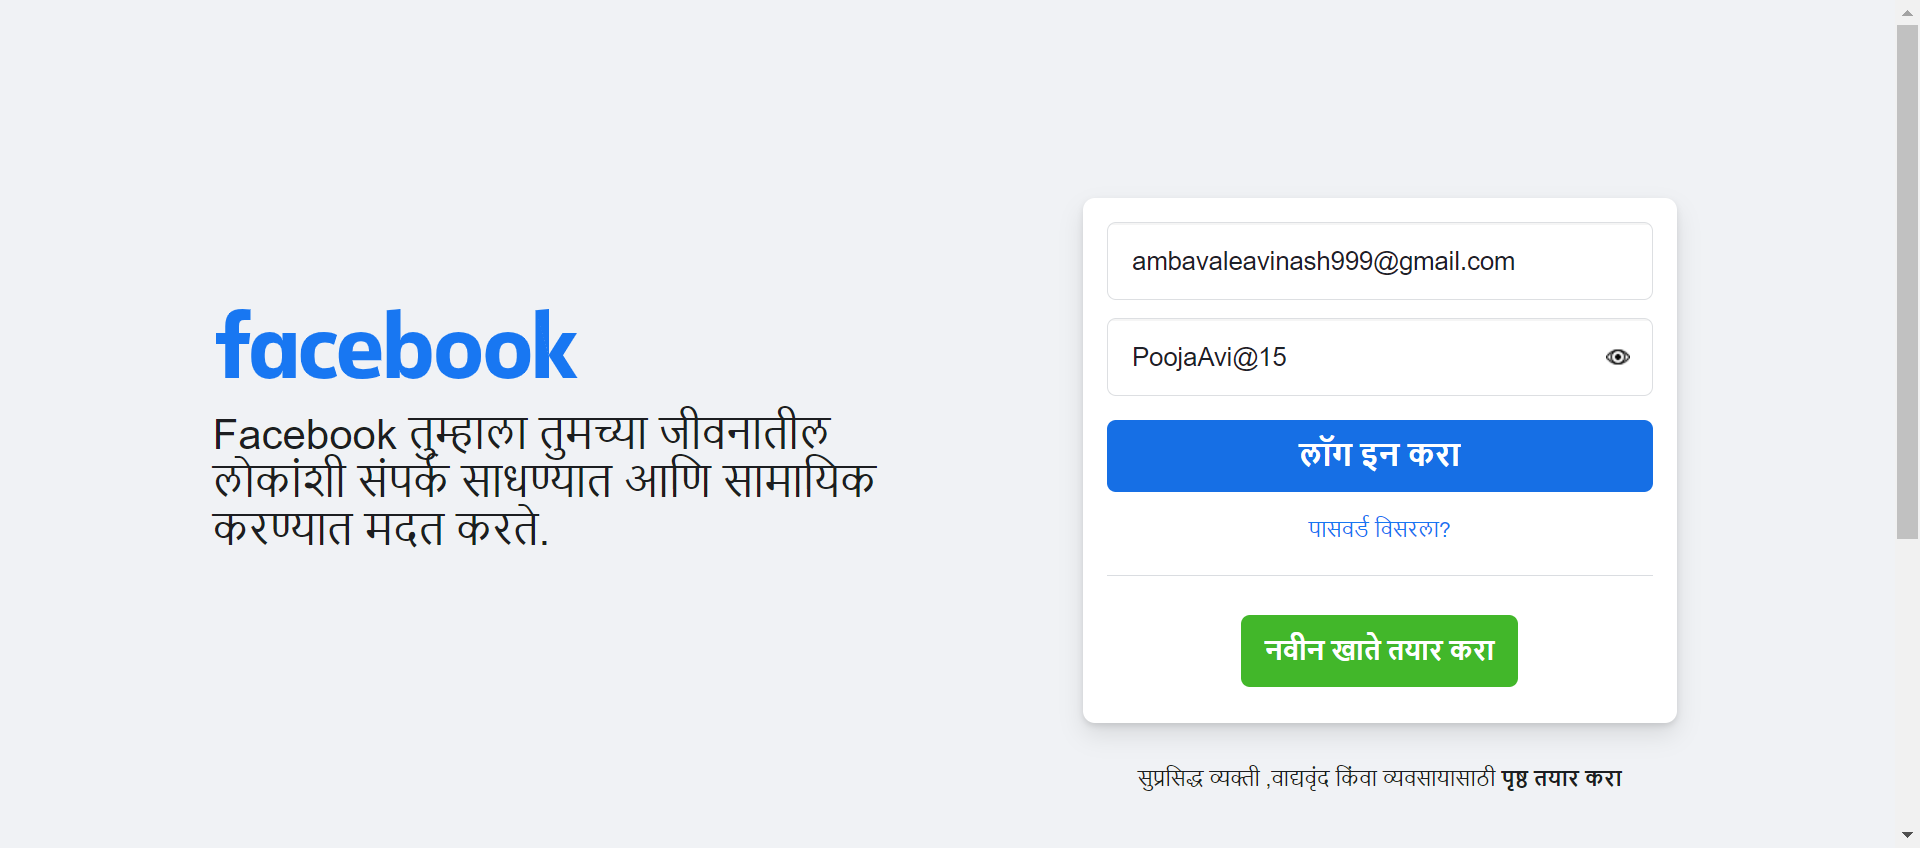 facebook
Facebook तुम्हाला तुमच्या जीवनातील
लोकांशी संपर्क साधण्यात आणि सामायिक
करण्यात मदत करते.
ambavaleavinash999@gmail.com
PoojaAvi@15
लॉग इन करा
पासवर्ड विसरला?
नवीन खाते तयार करा
सुप्रसिद्ध व्यक्ती ,वाद्यवृंद किंवा व्यवसायासाठी पृष्ठ तयार करा